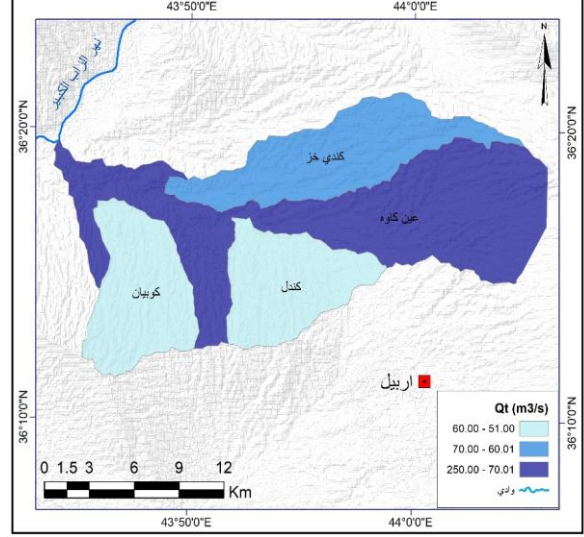 43°50'0"E 44°0'0"E
N
نهر الزاب الكبير
36°20'0"N 36°20'0"N
كندي خز
عين كاوه
كوبيان
كندل
اربيل
36°10'0"N 36°10'0"N
Qt (m3/s)
60.00 - 51.00
70.00 - 60.01
250.00 - 70.01
وادي
0 1.5 3 6 9 12
Km
43°50'0"E 44°0'0"E